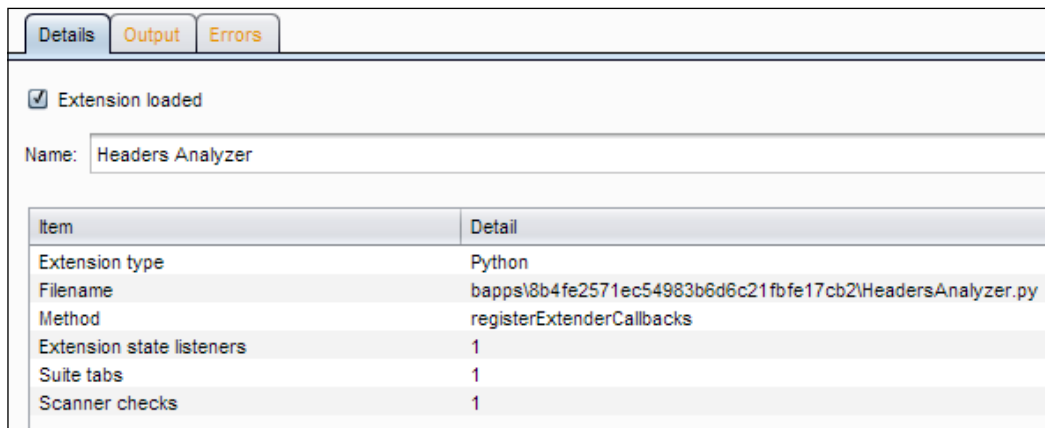 Details Output Errors
Extension loaded
Name: Headers Analyzer
Item Detail
Extension type Python
Filename bapps\8b4fe2571ec54983b6d6c21fbfe17cb2\HeadersAnalyzer.py
Method registerExtenderCallbacks
Extension state listeners 1
Suite tabs 1
Scanner checks 1